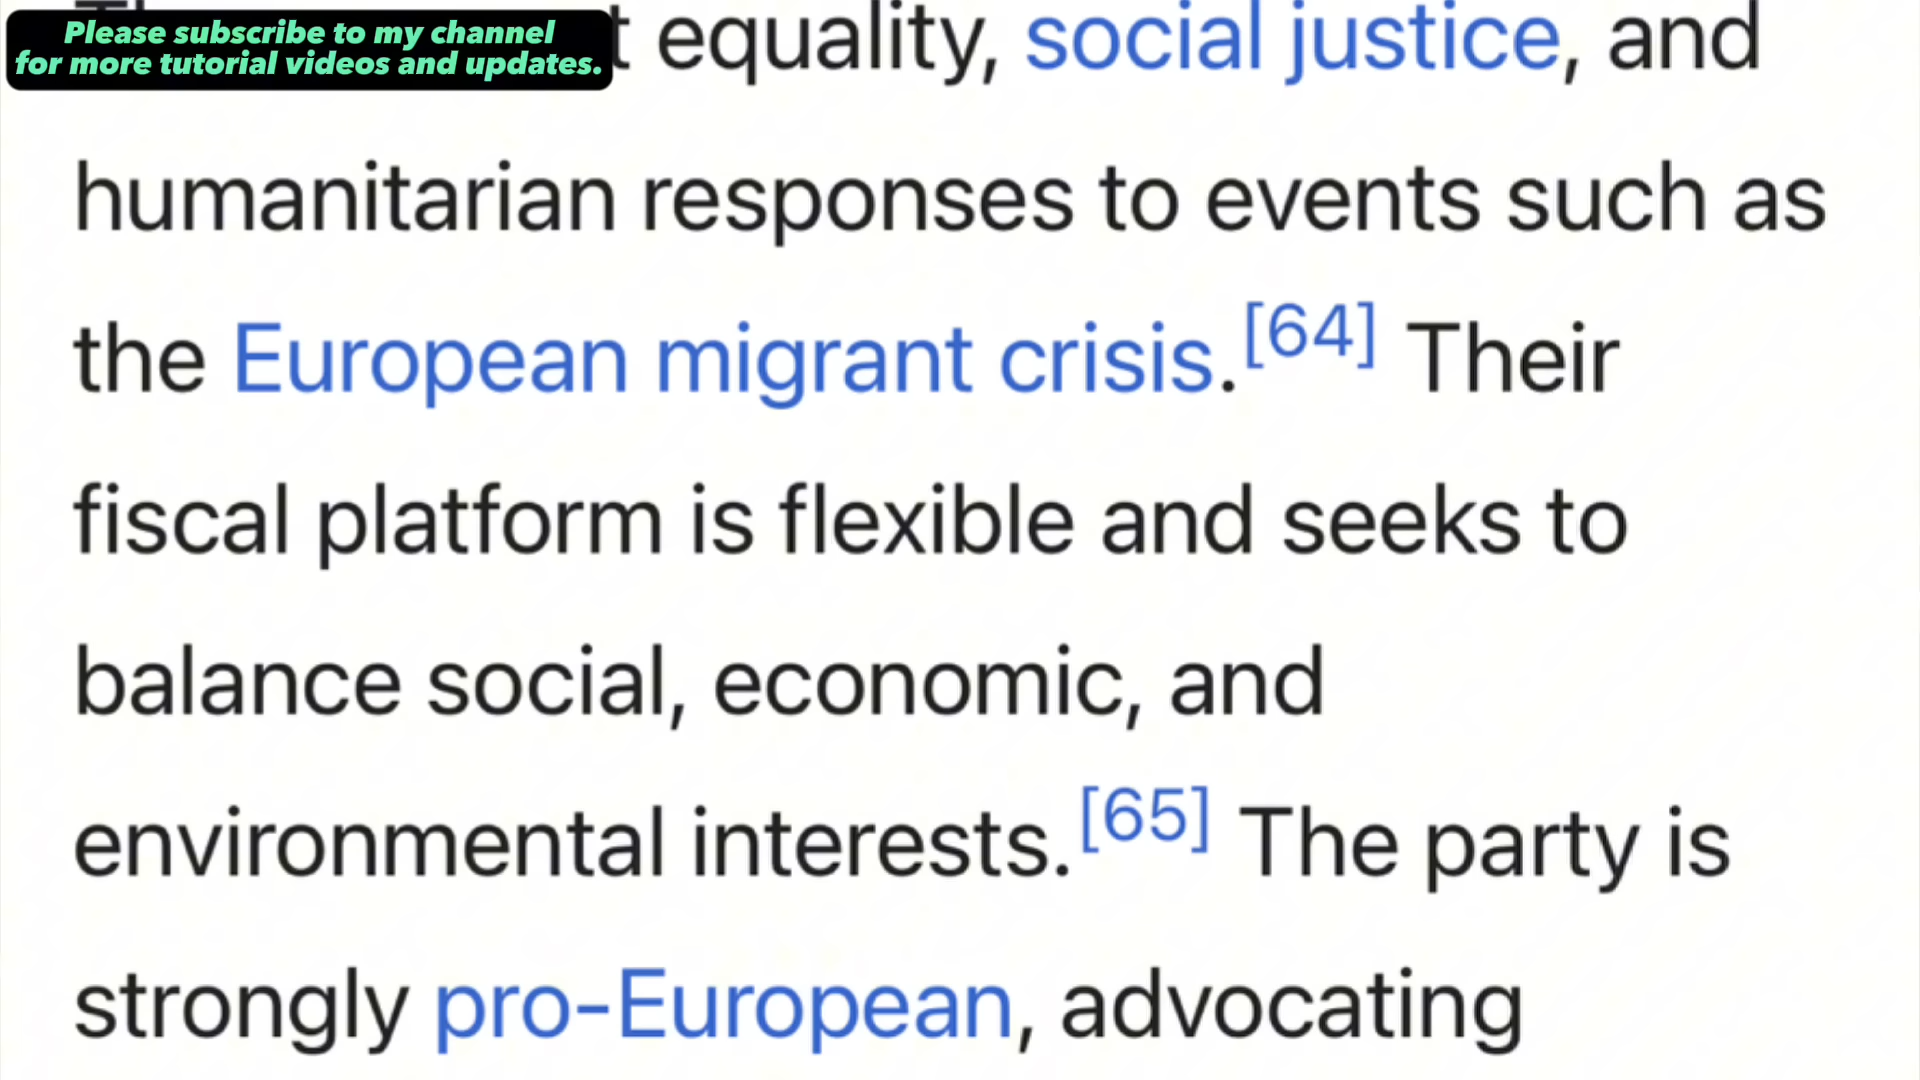 Please subscribe to my channel
for more tutorial videos and updates.
equality, social justice, and
humanitarian responses to events such as
the European migrant crisis.[64] Their
fiscal platform is flexible and seeks to
balance social, economic, and
environmental interests.[65] The party is
strongly pro-European, advocating